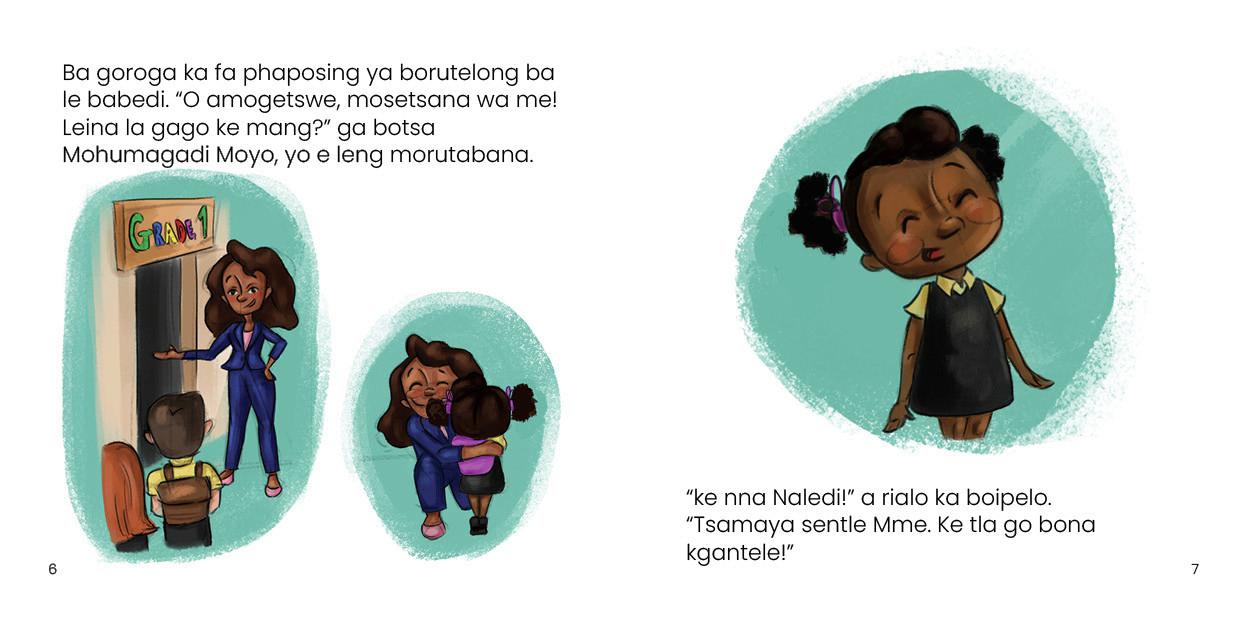 Ba goroga ka fa phaposing ya borutelong ba
le babedi. “O amogetswe, mosetsana wa me!
Leina la gago ke mang?” ga botsa
Mohumagadi Moyo, yo e leng morutabana.
GRADE 1
6
“ke nna Naledi!” a rialo ka boipelo.
“Tsamaya sentle Mme. Ke tla go bona
kgantele!”
7